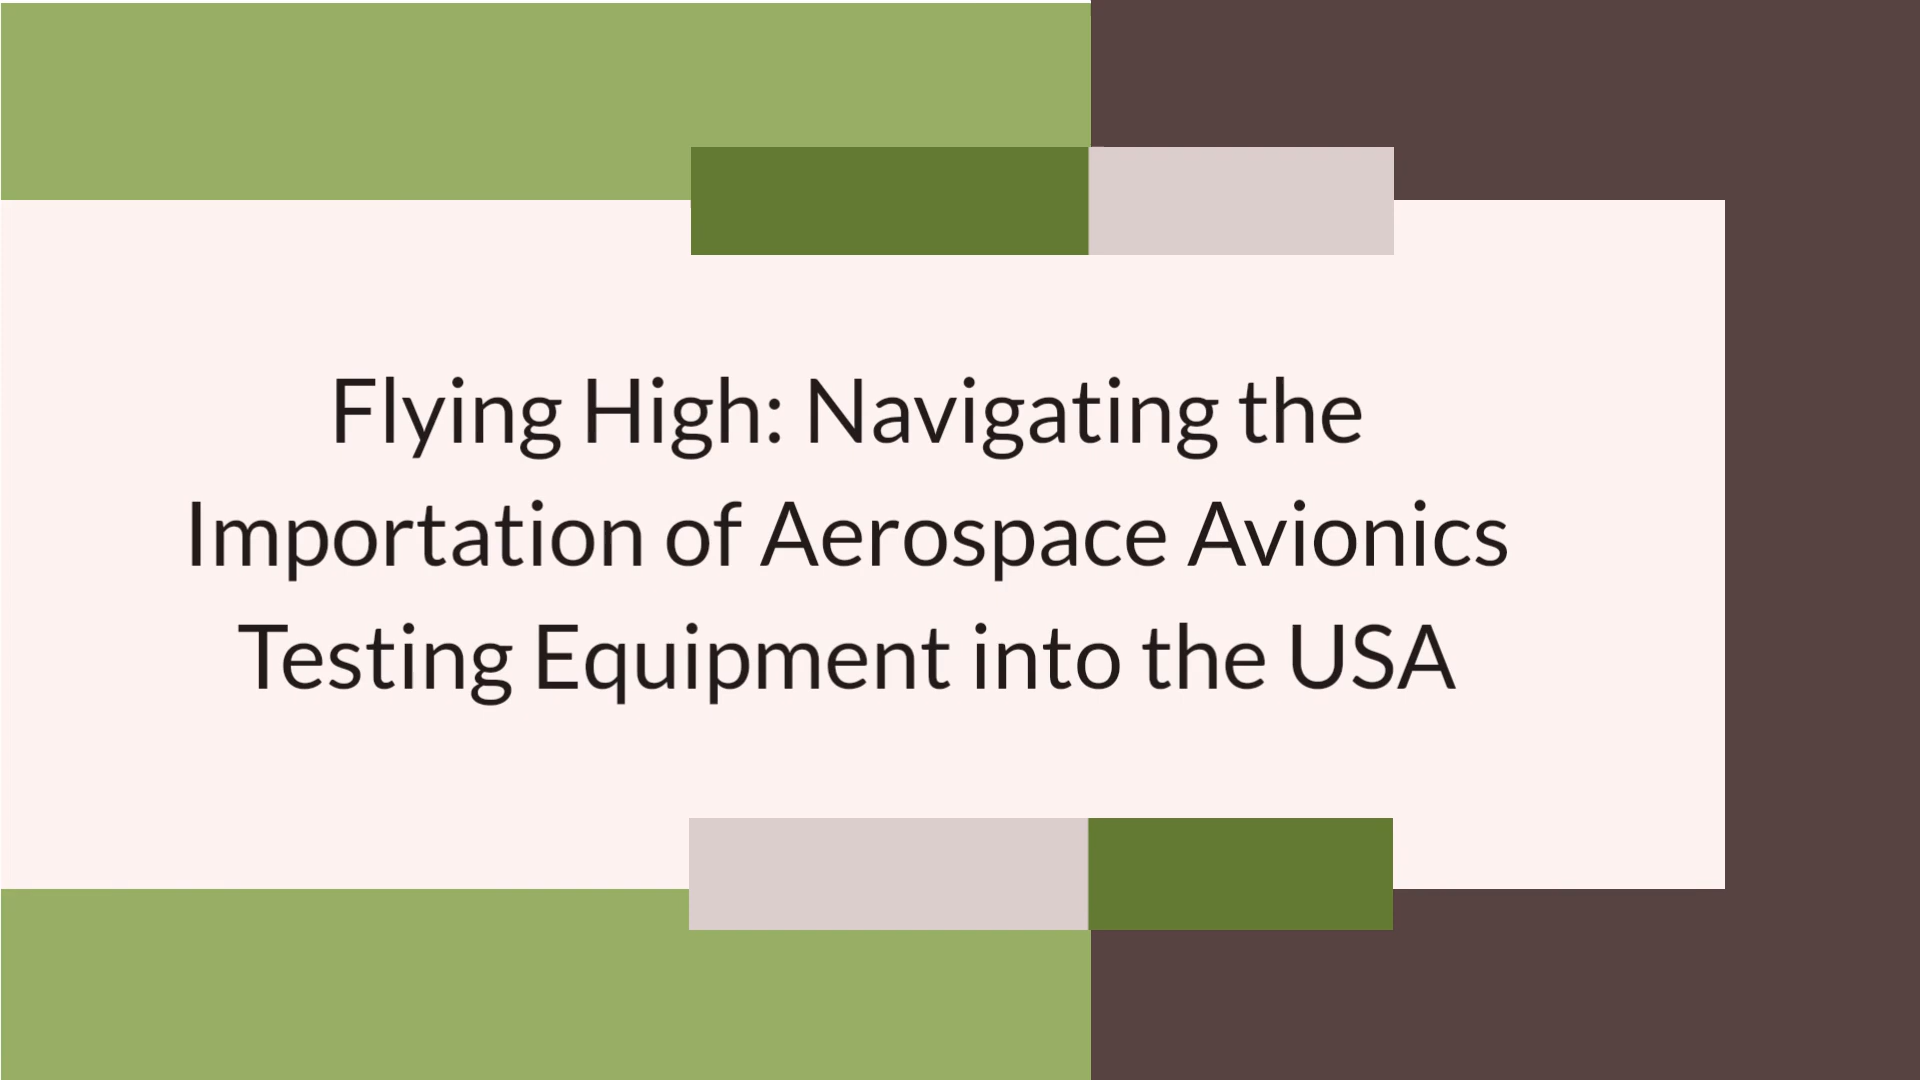 Flying High: Navigating the
Importation of Aerospace Avionics
Testing Equipment into the USA